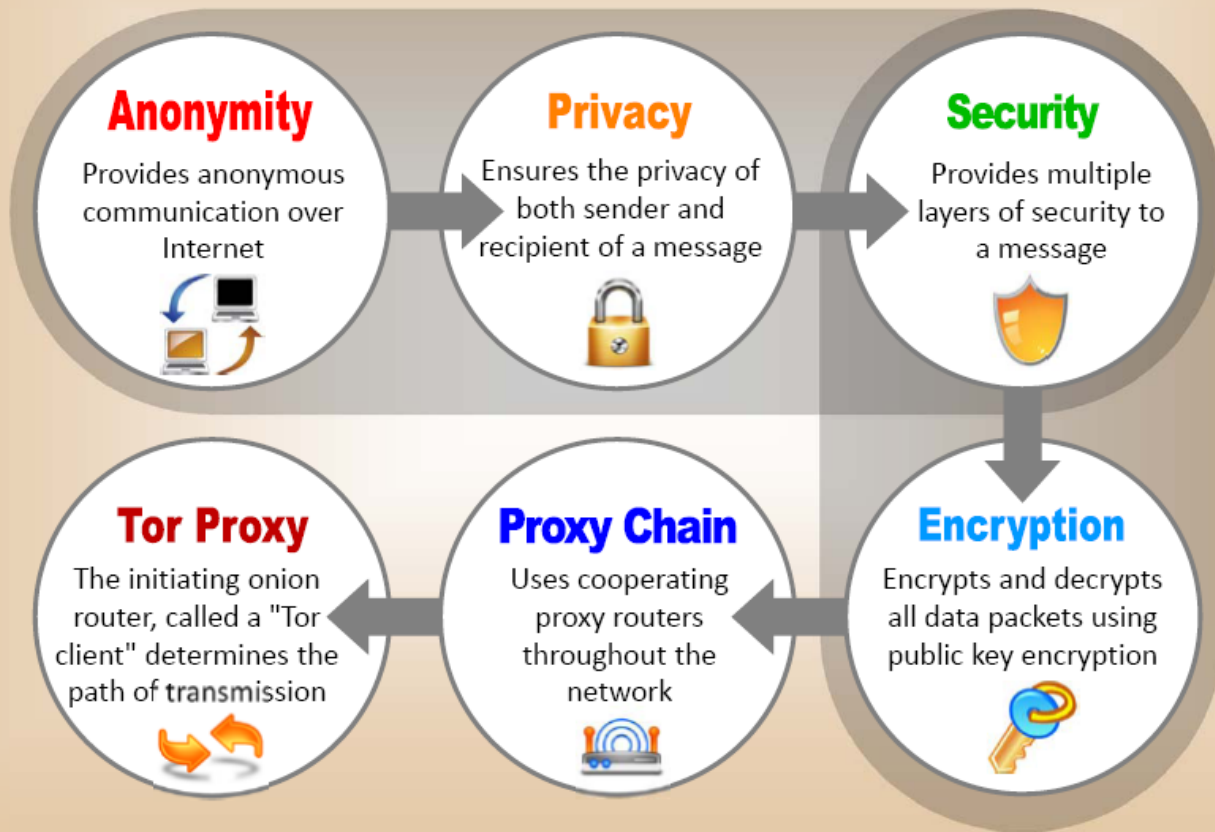 Anonymity
Provides anonymous
communication over
Internet
Privacy
Ensures the privacy of
both sender and
recipient of a message
Security
Provides multiple
layers of security to
a message
Tor Proxy
The initiating onion
router, called a "Tor
client" determines the
path of transmission
Proxy Chain
Uses cooperating
proxy routers
throughout the
network
Encryption
Encrypts and decrypts
all data packets using
public key encryption